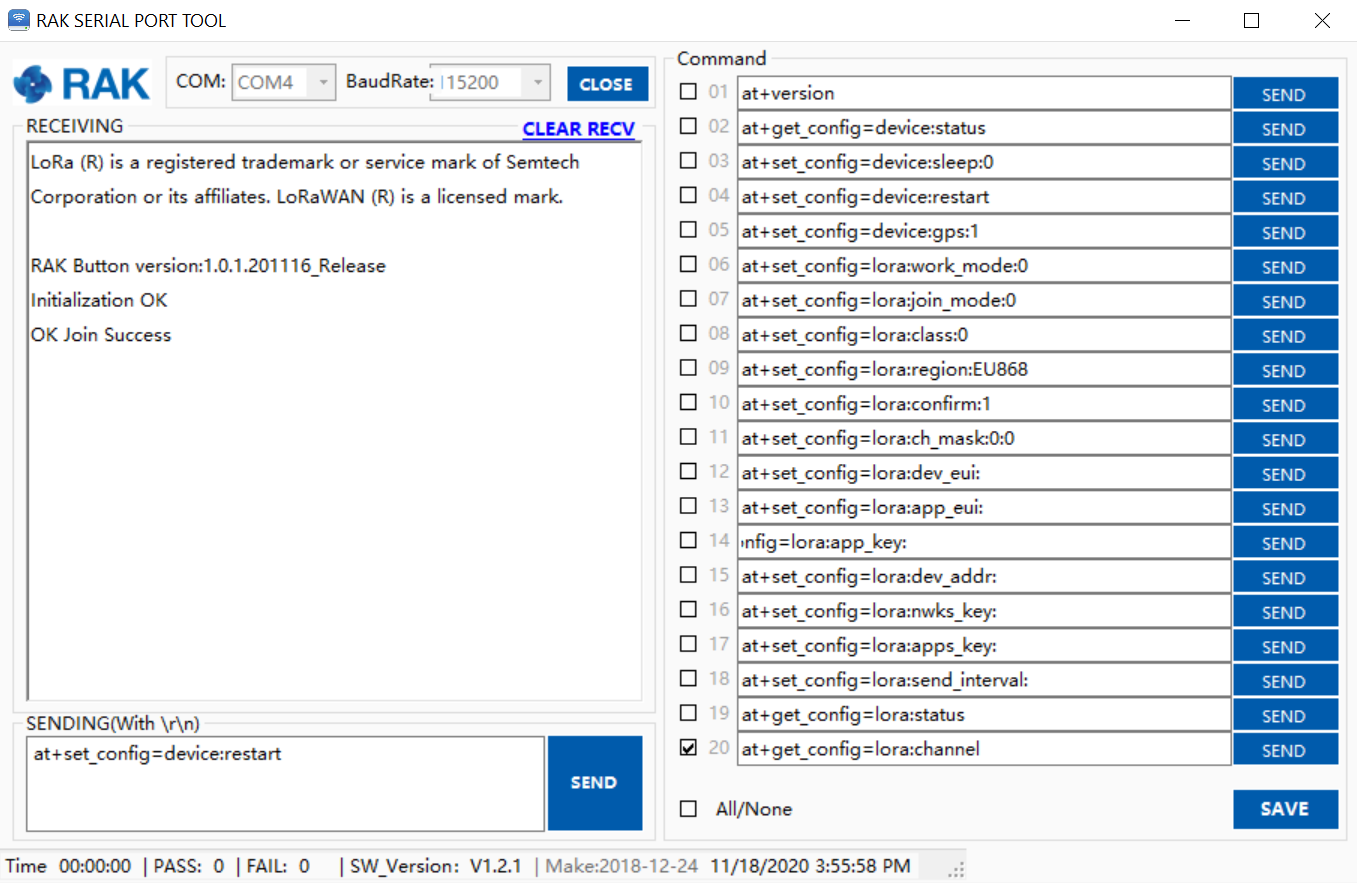 RAK SERIAL PORT TOOL
RAK
COM: COM4 BaudRate: 115200 CLOSE
RECEIVING
CLEAR RECV
LoRa (R) is a registered trademark or service mark of Semtech
Corporation or its affiliates. LoRaWAN (R) is a licensed mark.
RAK Button version:1.0.1.201116_Release
Initialization OK
OK Join Success
SENDING(With \r\n)
at+set_config=device:restart
SEND
Command
01 at+version SEND
02 at+get_config=device:status SEND
03 at+set_config=device:sleep:0 SEND
04 at+set_config=device:restart SEND
05 at+set_config=device:gps:1 SEND
06 at+set_config=lora:work_mode:0 SEND
07 at+set_config=lora:join_mode:0 SEND
08 at+set_config=lora:class:0 SEND
09 at+set_config=lora:region:EU868 SEND
10 at+set_config=lora:confirm:1 SEND
11 at+set_config=lora:ch_mask:0:0 SEND
12 at+set_config=lora:dev_eui: SEND
13 at+set_config=lora:app_eui: SEND
14 onfig=lora:app_key: SEND
15 at+set_config=lora:dev_addr: SEND
16 at+set_config=lora:nwks_key: SEND
17 at+set_config=lora:apps_key: SEND
18 at+set_config=lora:send_interval: SEND
19 at+get_config=lora:status SEND
20 at+get_config=lora:channel SEND
All/None
SAVE
Time 00:00:00 | PASS: 0 | FAIL: 0 | SW_Version: V1.2.1 | Make:2018-12-24 11/18/2020 3:55:58 PM